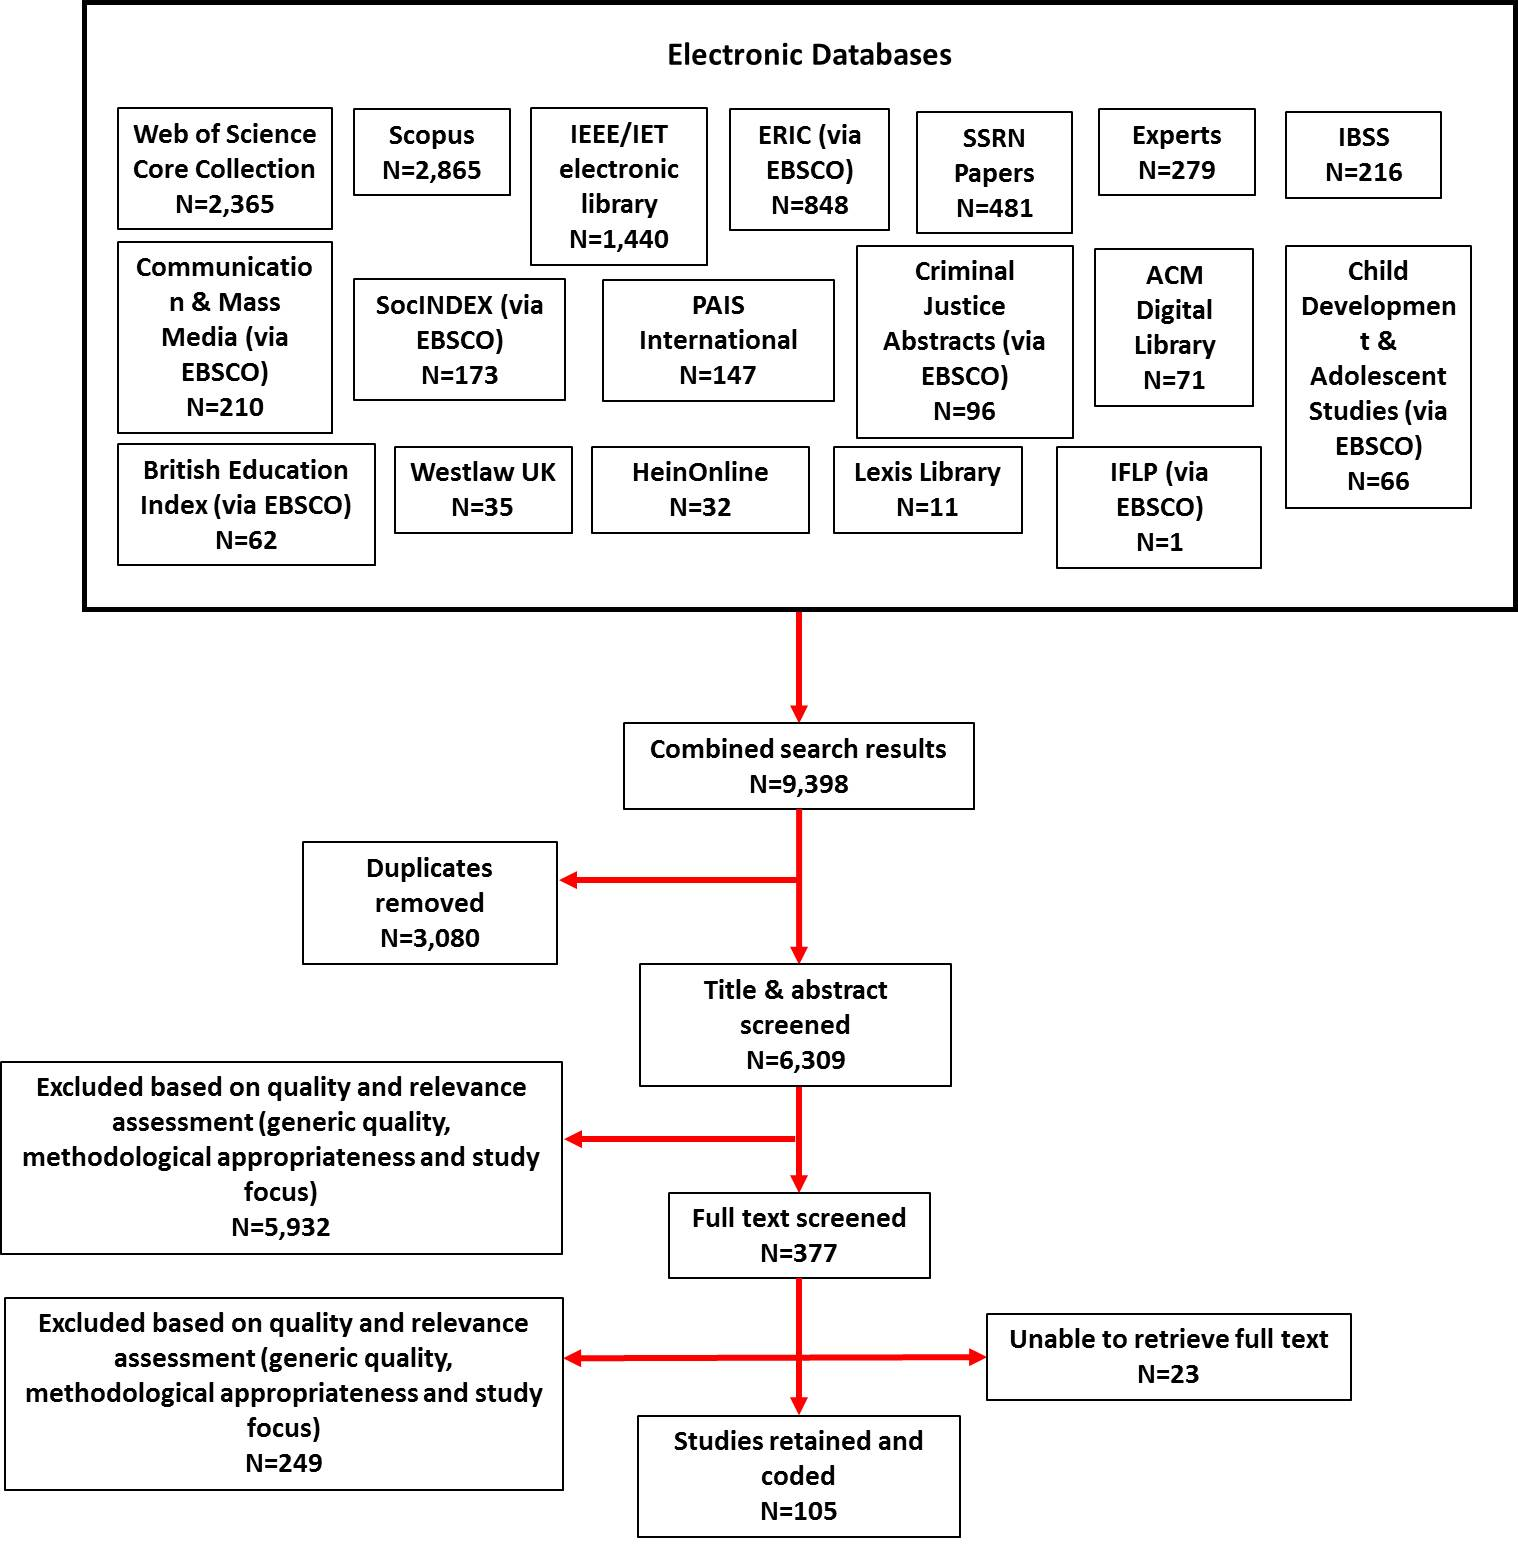 Electronic Databases
Web of Science
Core Collection
N=2,365
Scopus
N=2,865
IEEE/IET
electronic
library
N=1,440
ERIC (via
EBSCO)
N=848
SSRN
Papers
N=481
Experts
N=279
IBSS
N=216
Communicatio
n & Mass
Media (via
EBSCO)
N=210
SocINDEX (via
EBSCO)
N=173
PAIS
International
N=147
Criminal
Justice
Abstracts (via
EBSCO)
N=96
ACM
Digital
Library
N=71
Child
Developmen
t &
Adolescent
Studies (via
EBSCO)
N=66
British Education
Index (via EBSCO)
N=62
Westlaw UK
N=35
HeinOnline
N=32
Lexis Library
N=11
IFLP (via
EBSCO)
N=1
Combined search results
N=9,398
Duplicates
removed
N=3,080
Title & abstract
screened
N=6,309
Excluded based on quality and relevance
assessment (generic quality,
methodological appropriateness and study
focus)
N=5,932
Full text screened
N=377
Excluded based on quality and relevance
assessment (generic quality,
methodological appropriateness and study
focus)
N=249
Unable to retrieve full text
N=23
Studies retained and
coded
N=105